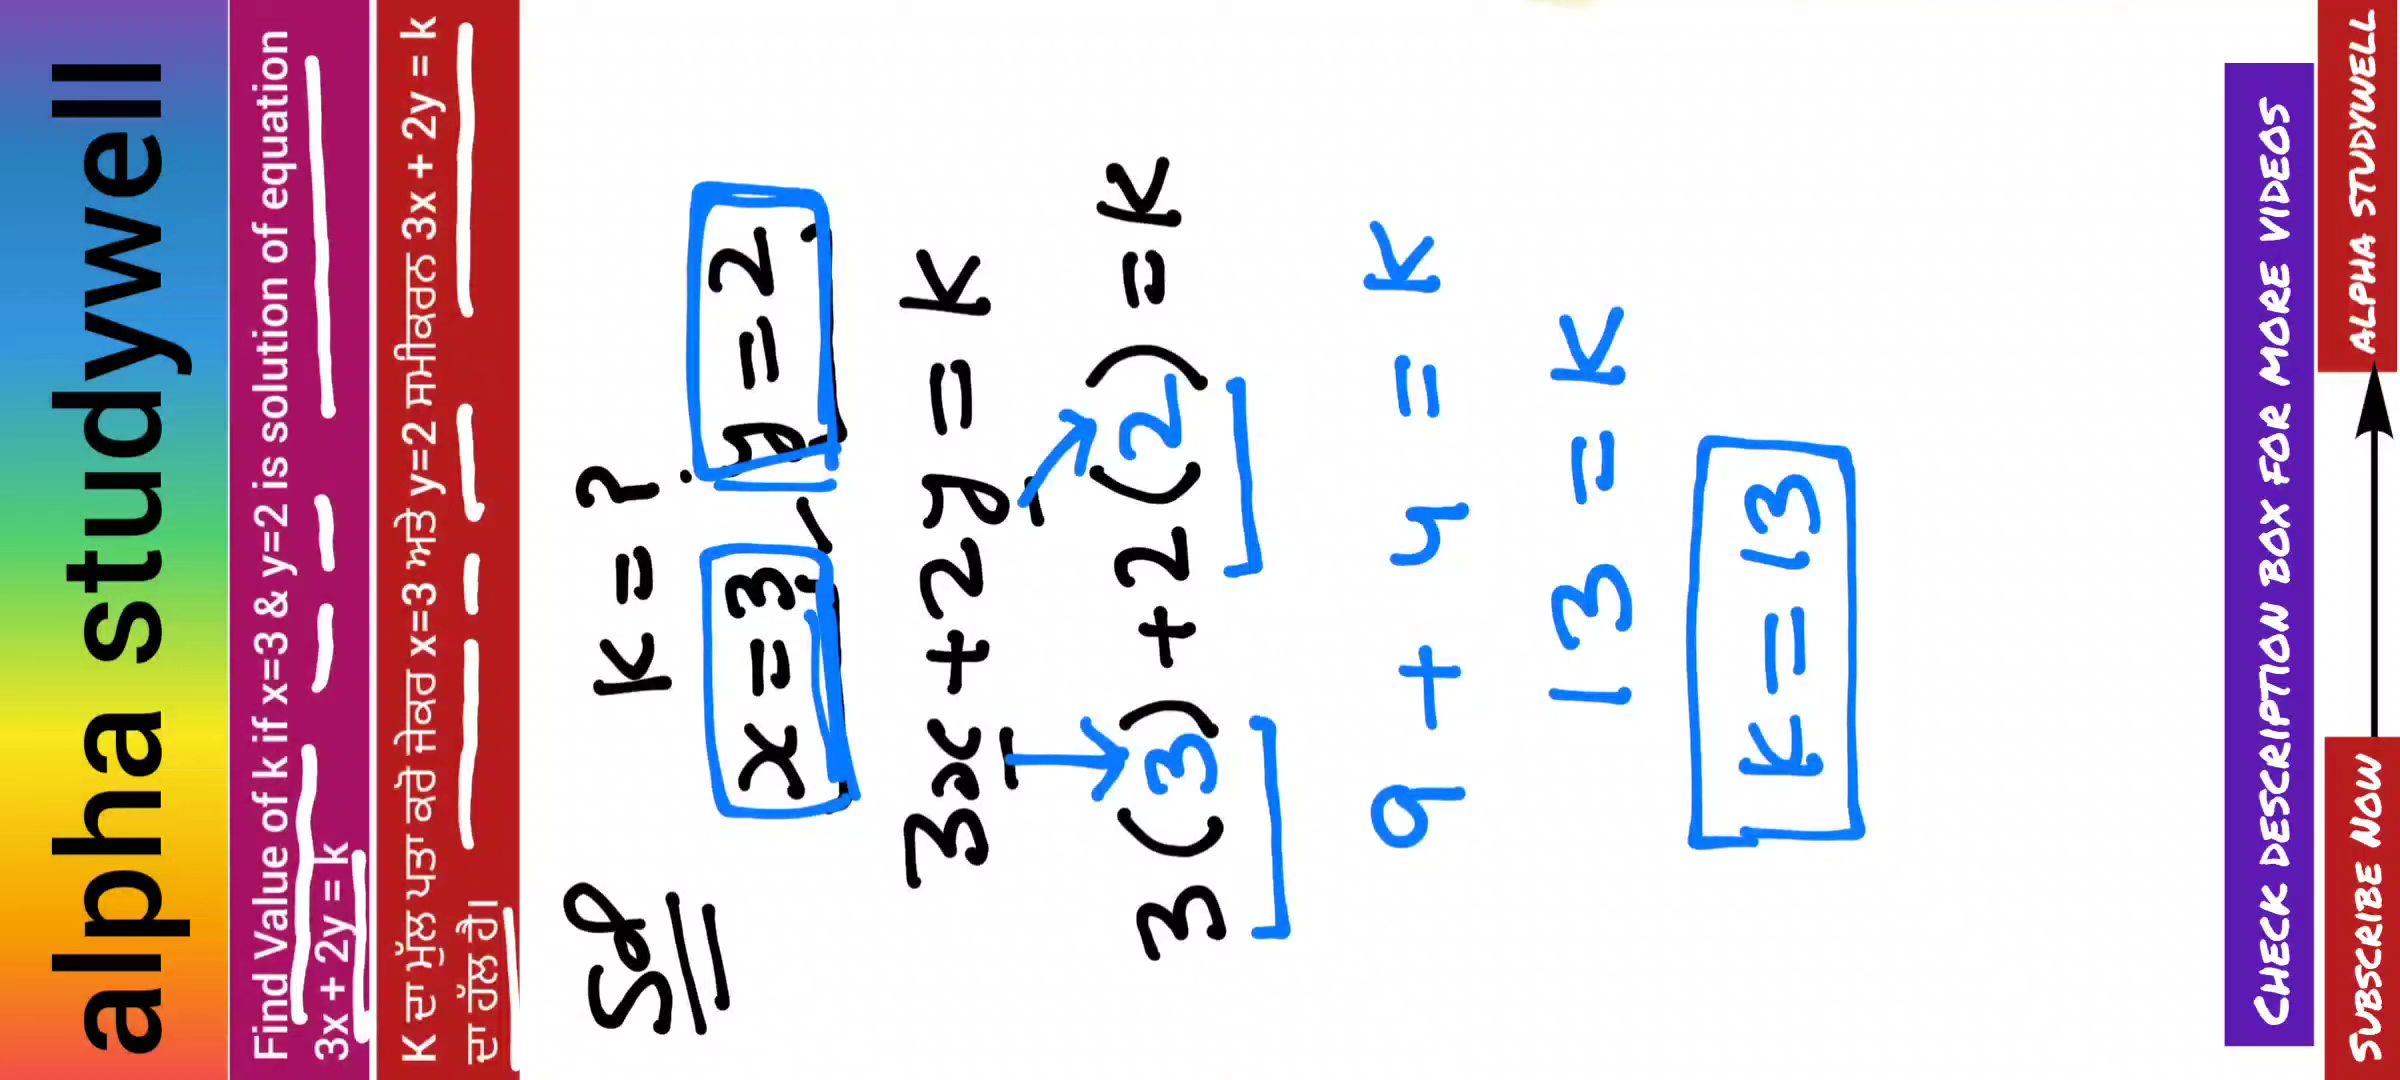 alpha studywell
Find Value of k if x=3 & y=2 is solution of equation
3x + 2y = k
K ਦਾ ਮੁੱਲ ਪਤਾ ਕਰੋ ਜੇਕਰ x=3 ਅਤੇ y=2 ਸਮੀਕਰਨ 3x + 2y = k
ਦਾ ਹੱਲ ਹੈ।
Sol K = ?
x = 3, y = 2
3x + 2y = K
3(3) + 2(2) = K
9 + 4 = K
13 = K
K = 13
CHECK DESCRIPTION BOX FOR MORE VIDEOS
SUBSCRIBE NOW ALPHA STUDYWELL